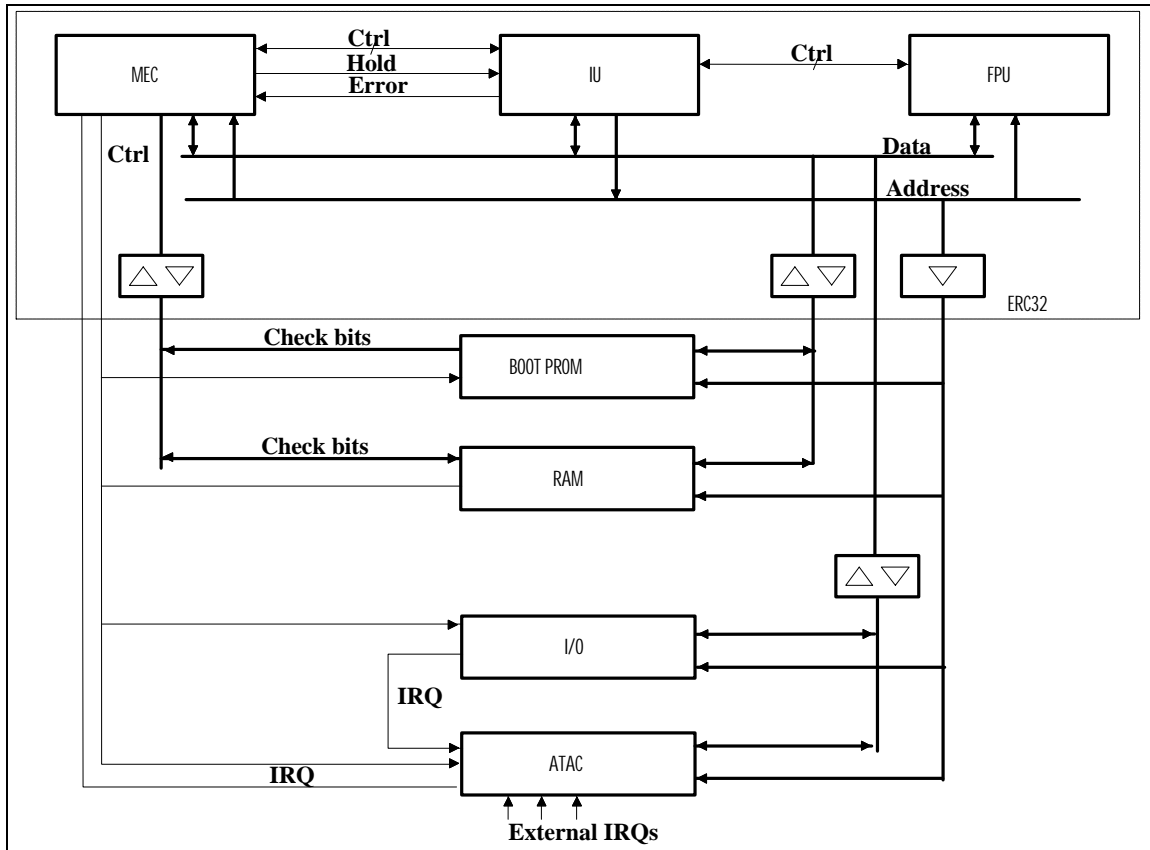 Ctrl
MEC
Hold
IU
Ctrl
FPU
Error
Ctrl
Data
Address
ERC32
Check bits
BOOT PROM
Check bits
RAM
I/O
IRQ
ATAC
IRQ
External IRQs